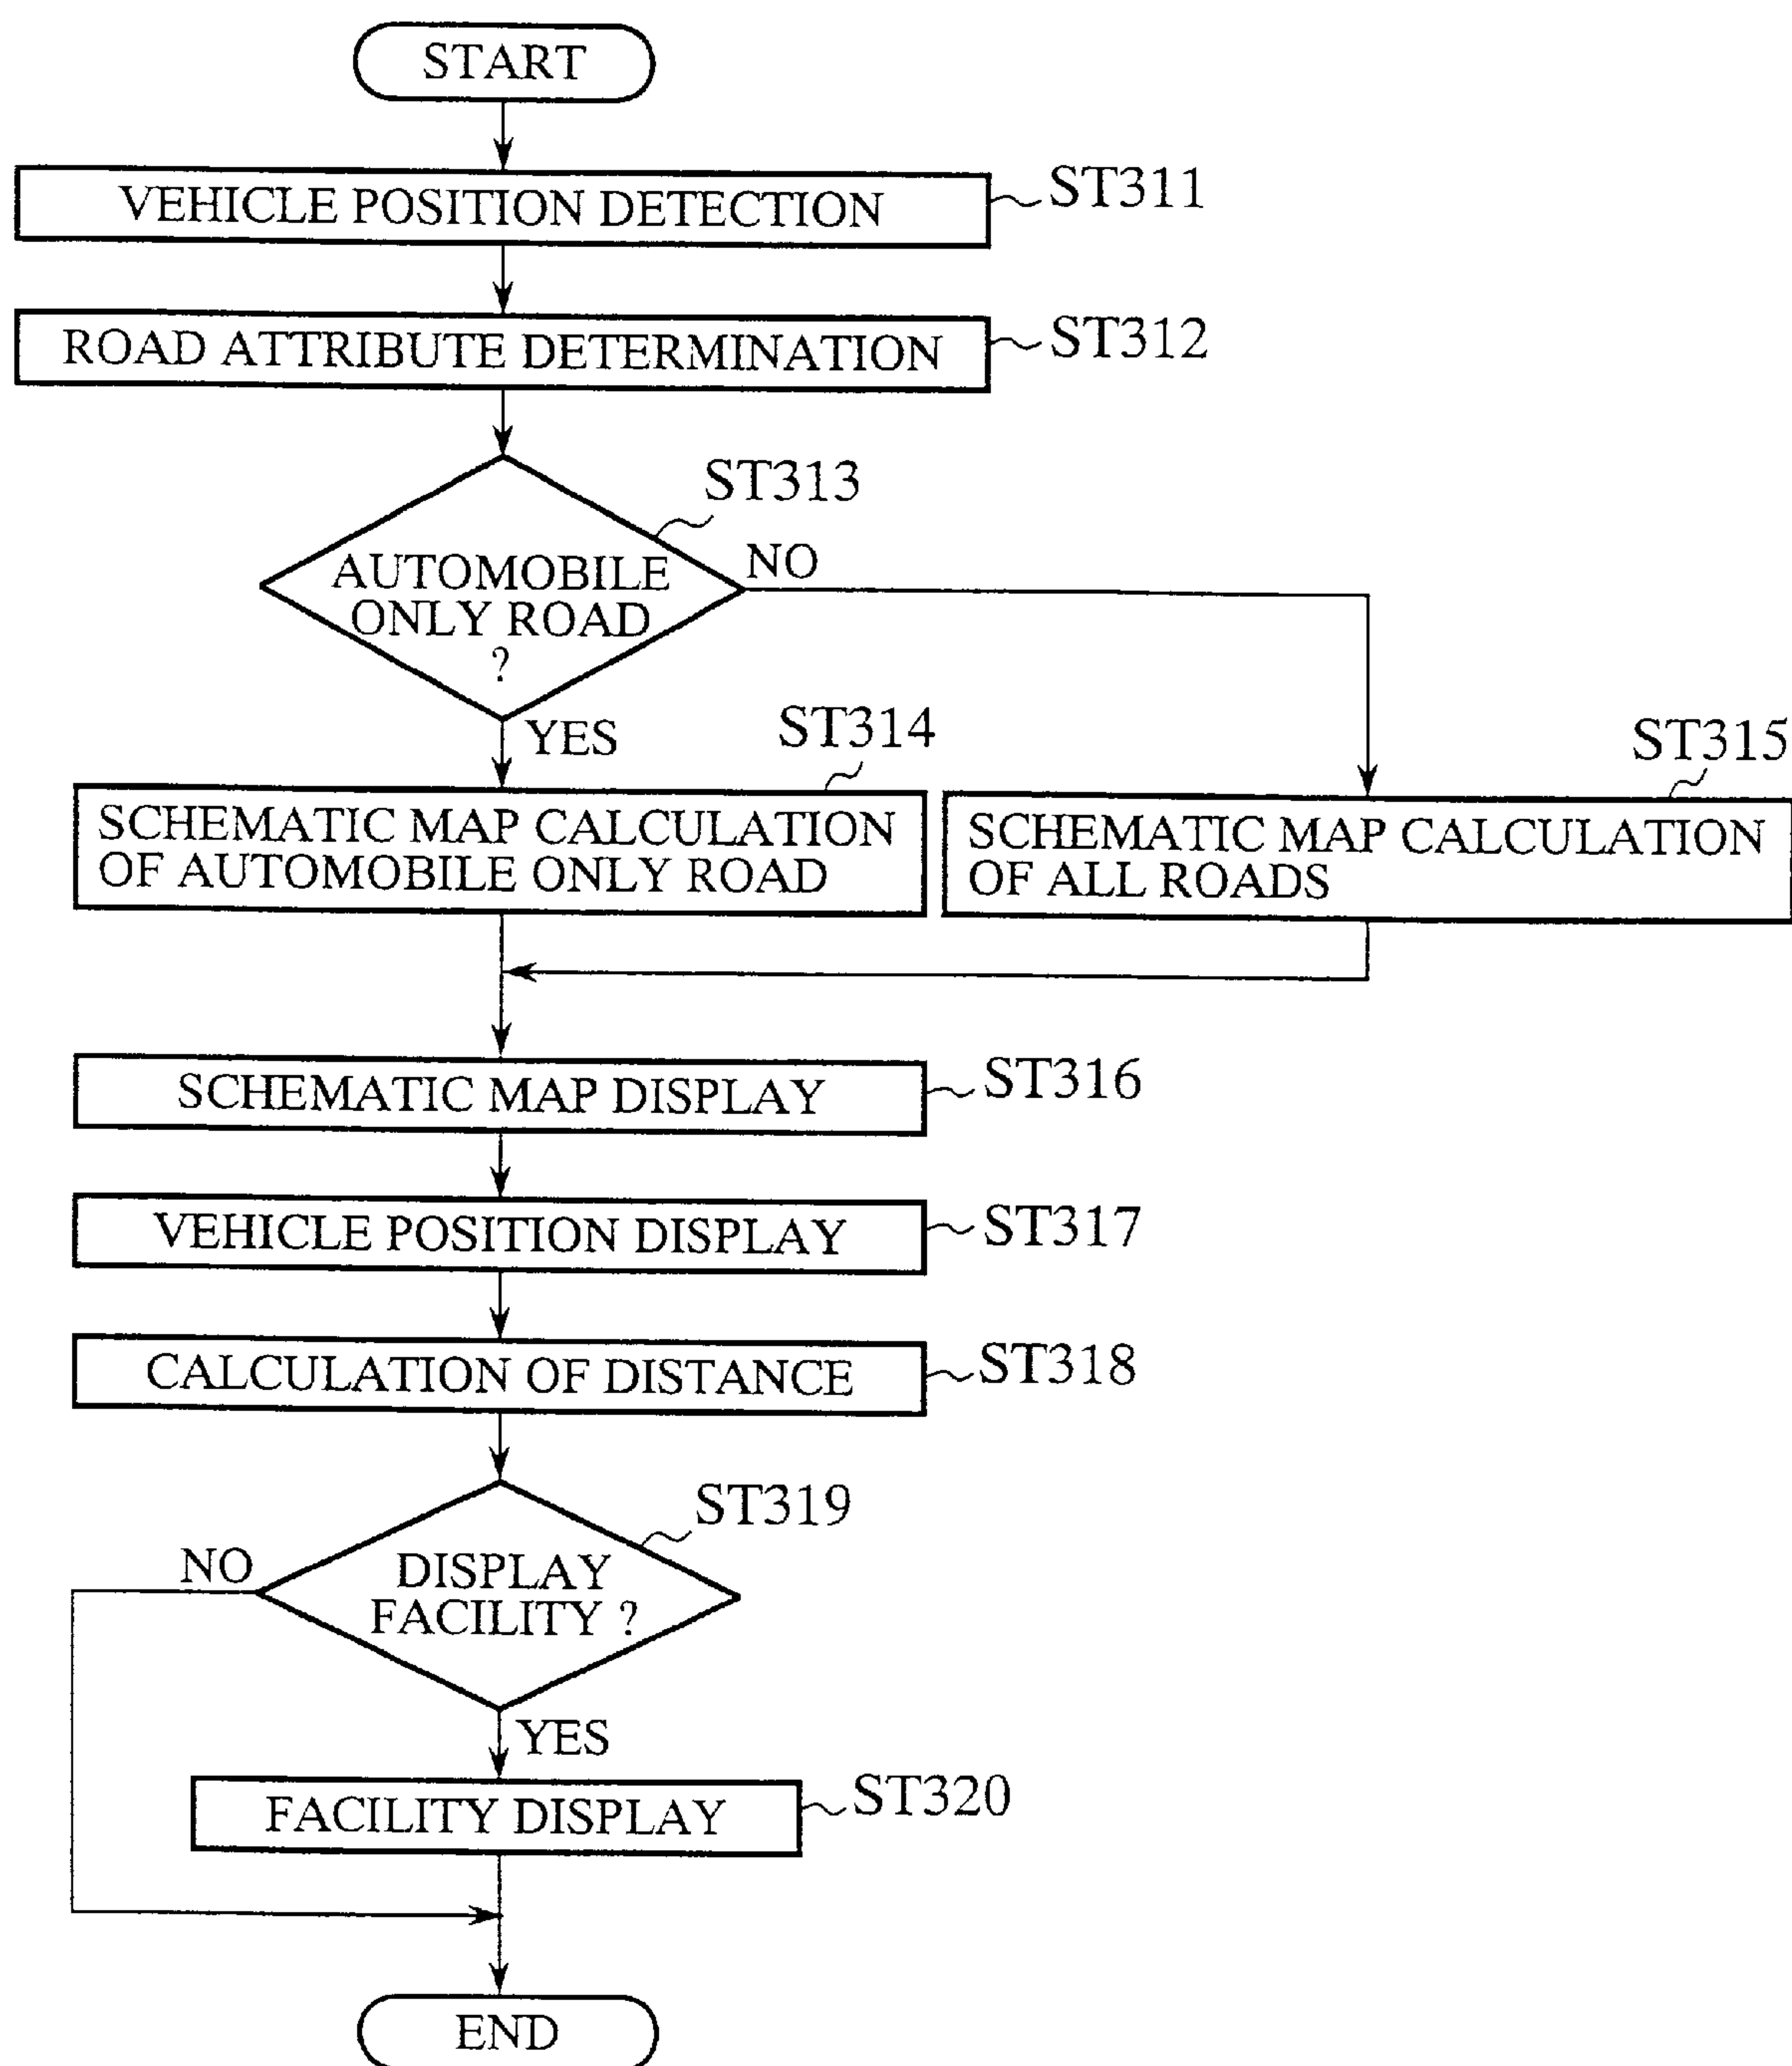 START
VEHICLE POSITION DETECTION
ST311
ROAD ATTRIBUTE DETERMINATION
ST312
ST313
AUTOMOBILE
ONLY ROAD
?
NO
YES
ST314
SCHEMATIC MAP CALCULATION
OF AUTOMOBILE ONLY ROAD
ST315
SCHEMATIC MAP CALCULATION
OF ALL ROADS
SCHEMATIC MAP DISPLAY
ST316
VEHICLE POSITION DISPLAY
ST317
CALCULATION OF DISTANCE
ST318
ST319
NO
DISPLAY
FACILITY ?
YES
FACILITY DISPLAY
ST320
END